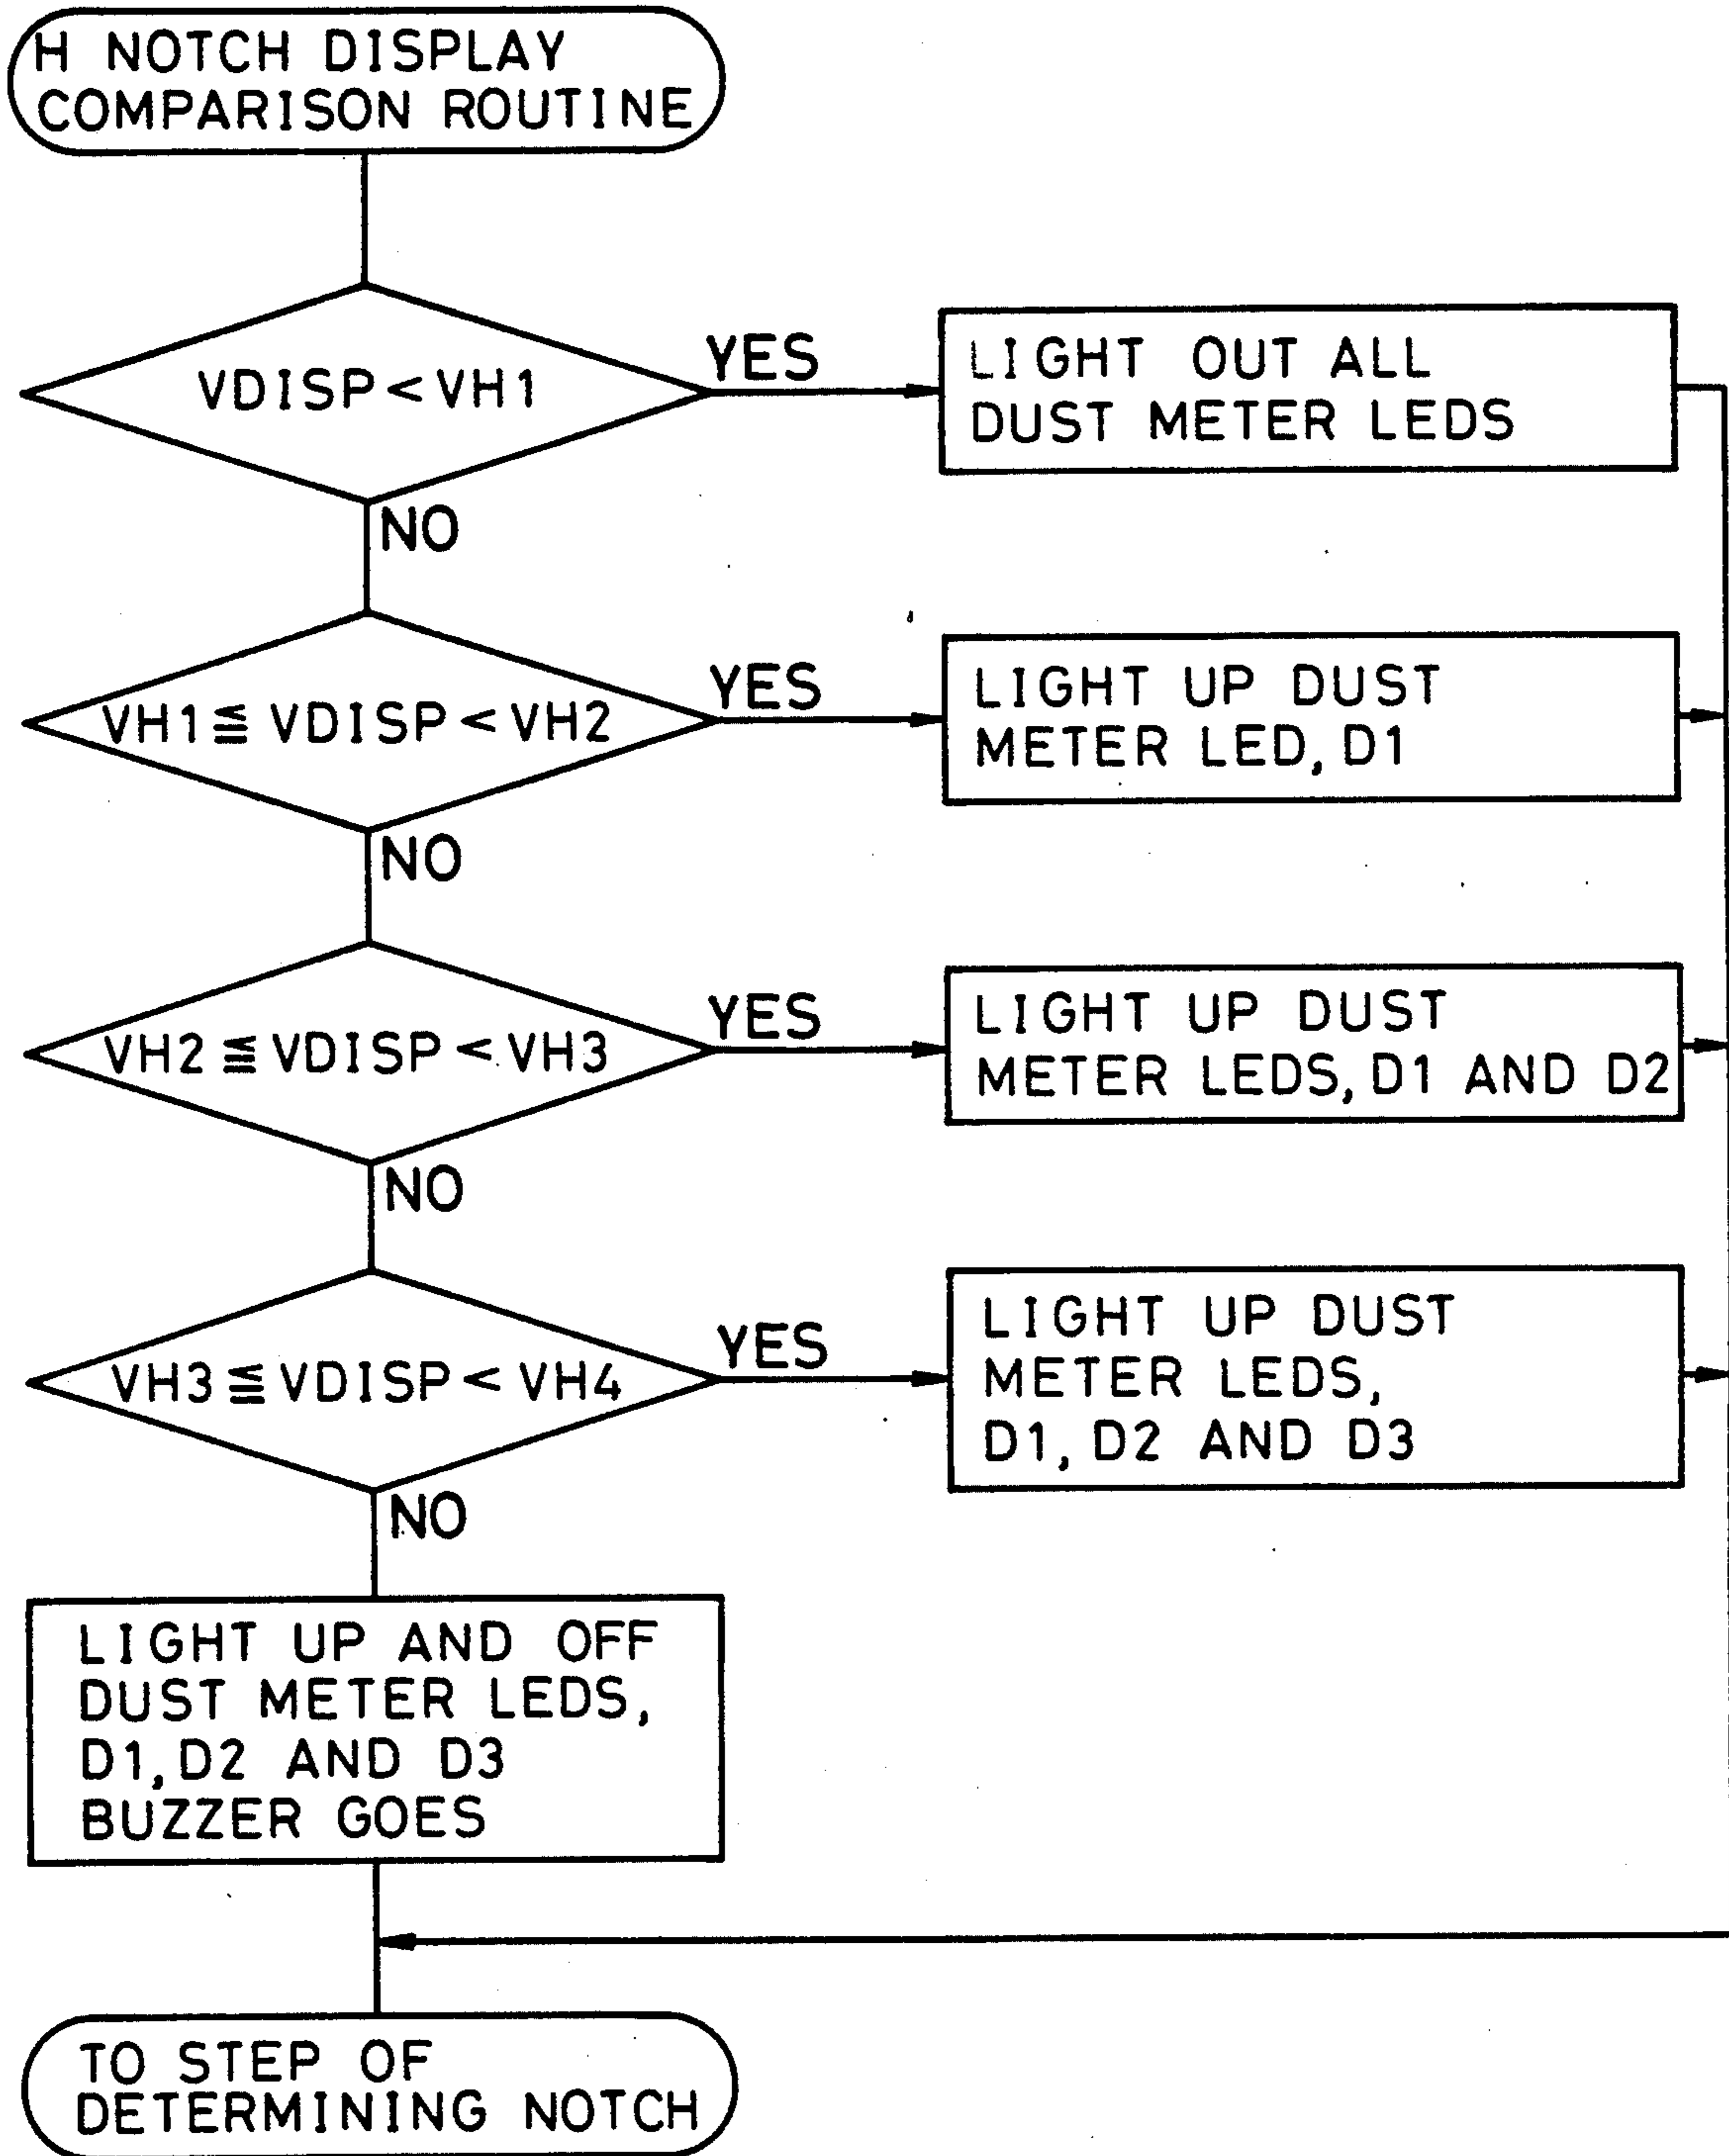 H NOTCH DISPLAY
COMPARISON ROUTINE
VDISP < VH1
YES
LIGHT OUT ALL
DUST METER LEDS
NO
VH1 ≦ VDISP < VH2
YES
LIGHT UP DUST
METER LED, D1
NO
VH2 ≦ VDISP < VH3
YES
LIGHT UP DUST
METER LEDS, D1 AND D2
NO
VH3 ≦ VDISP < VH4
YES
LIGHT UP DUST
METER LEDS,
D1, D2 AND D3
NO
LIGHT UP AND OFF
DUST METER LEDS,
D1, D2 AND D3
BUZZER GOES
TO STEP OF
DETERMINING NOTCH